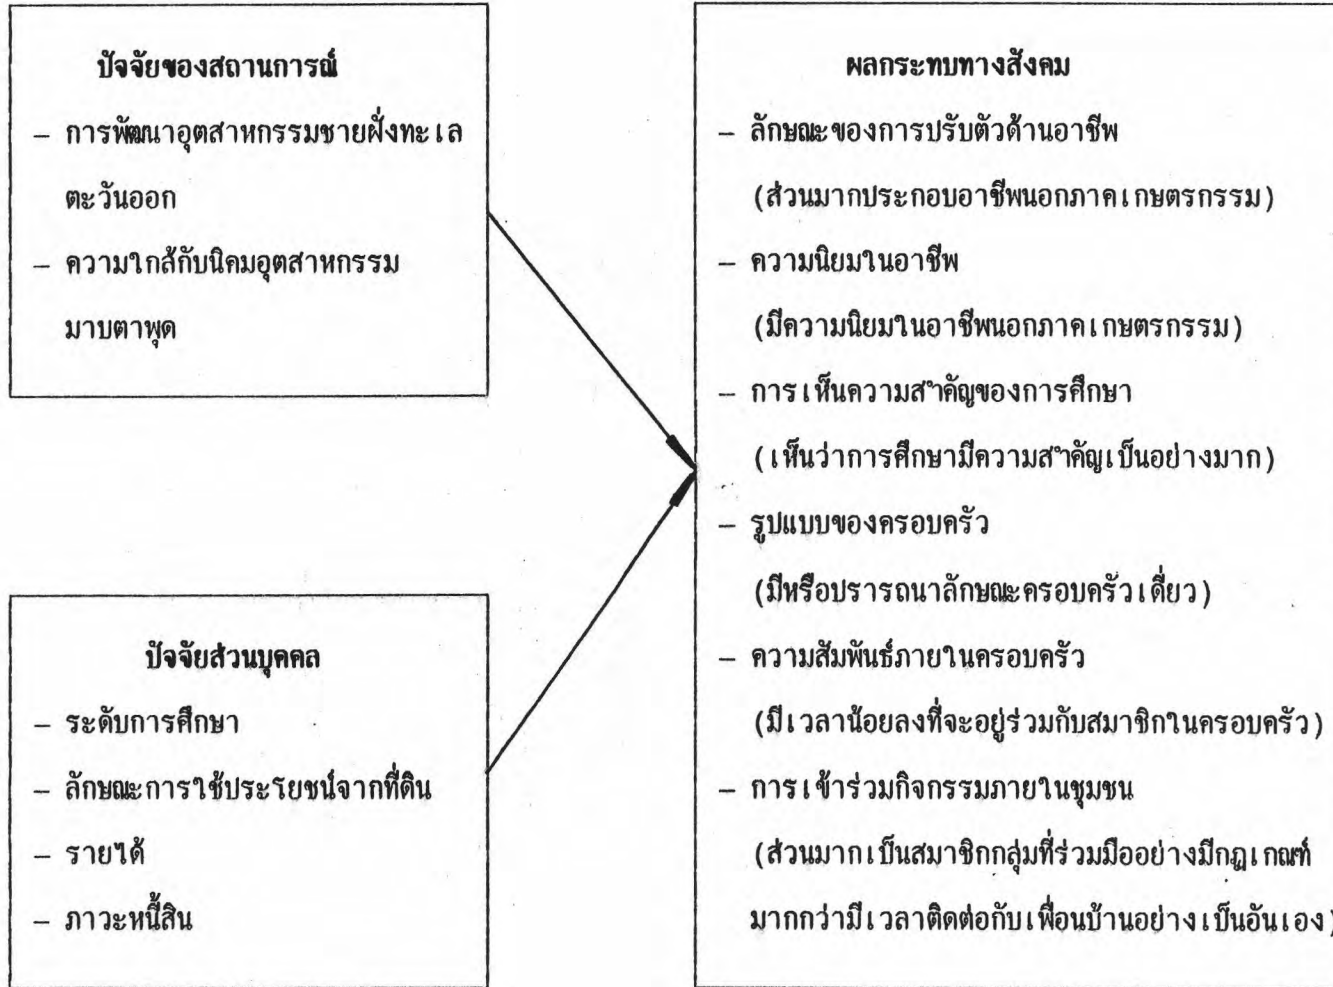 ปัจจัยของสถานการณ์
– การพัฒนาอุตสาหกรรมชายฝั่งทะเล
ตะวันออก
– ความใกล้กับนิคมอุตสาหกรรม
มาบตาพุด
ปัจจัยส่วนบุคคล
– ระดับการศึกษา
– ลักษณะการใช้ประโยชน์จากที่ดิน
– รายได้
– ภาวะหนี้สิน
ผลกระทบทางสังคม
– ลักษณะของการปรับตัวด้านอาชีพ
(ส่วนมากประกอบอาชีพนอกภาคเกษตรกรรม)
– ความนิยมในอาชีพ
(มีความนิยมในอาชีพนอกภาคเกษตรกรรม)
– การเห็นความสำคัญของการศึกษา
(เห็นว่าการศึกษามีความสำคัญเป็นอย่างมาก)
– รูปแบบของครอบครัว
(มีหรือปรารถนาลักษณะครอบครัวเดี่ยว)
– ความสัมพันธ์ภายในครอบครัว
(มีเวลาน้อยลงที่จะอยู่ร่วมกับสมาชิกในครอบครัว)
– การเข้าร่วมกิจกรรมภายในชุมชน
(ส่วนมากเป็นสมาชิกกลุ่มที่ร่วมมืออย่างมีกฎเกณฑ์
มากกว่ามีเวลาติดต่อกับเพื่อนบ้านอย่างเป็นอันเอง)